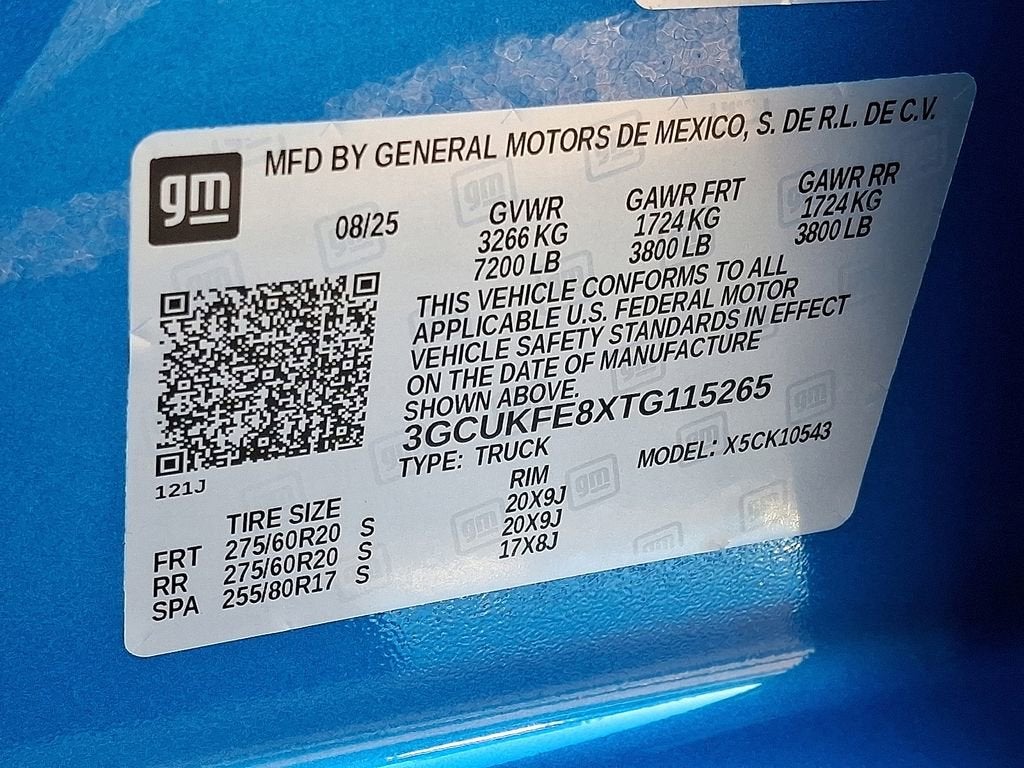 gm
MFD BY GENERAL MOTORS DE MEXICO, S. DE R.L. DE C.V.
08/25
GVWR
3266 KG
7200 LB
GAWR FRT
1724 KG
3800 LB
GAWR RR
1724 KG
3800 LB
THIS VEHICLE CONFORMS TO ALL
APPLICABLE U.S. FEDERAL MOTOR
VEHICLE SAFETY STANDARDS IN EFFECT
ON THE DATE OF MANUFACTURE
SHOWN ABOVE.
3GCUKFE8XTG115265
TYPE: TRUCK
MODEL: X5CK10543
121J
TIRE SIZE RIM
FRT 275/60R20 S 20X9J
RR 275/60R20 S 20X9J
SPA 255/80R17 S 17X8J